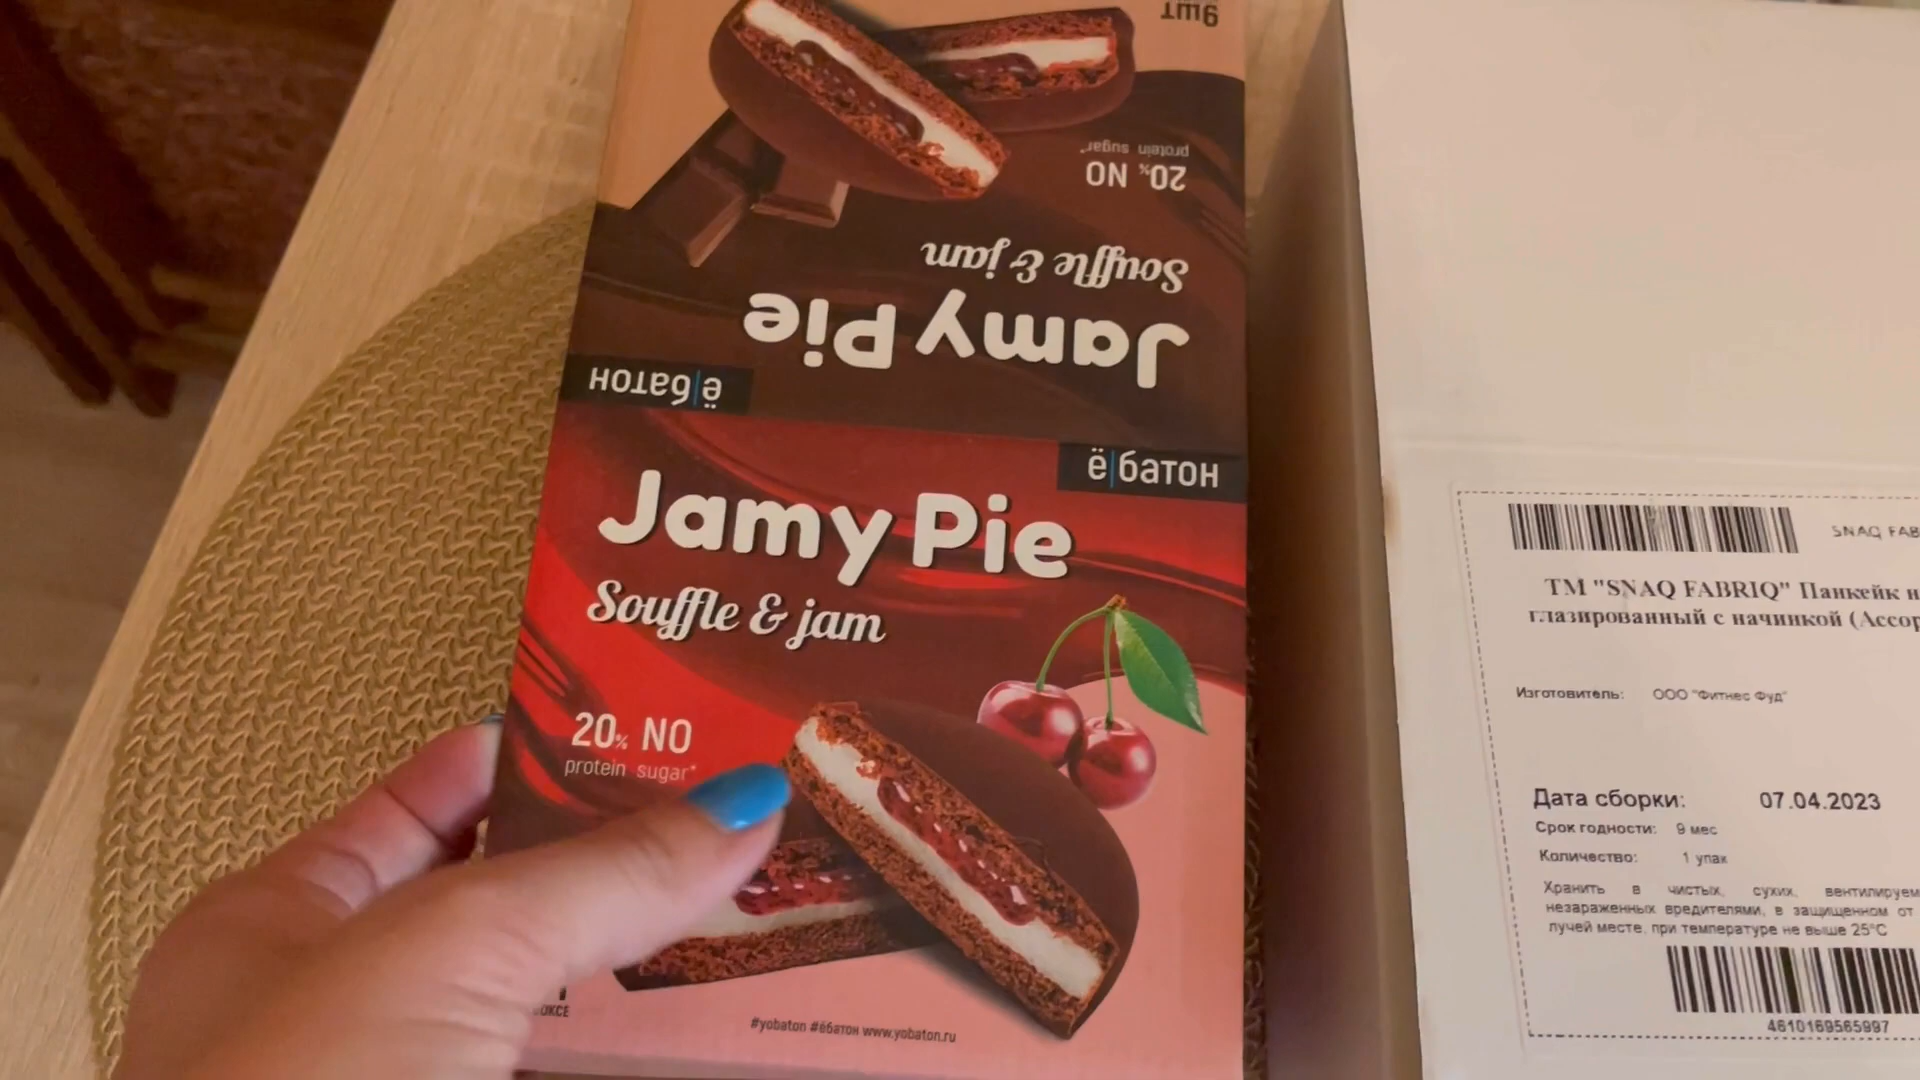 9шт
20% NO
protein sugar*
Souffle & jam
Jamy Pie
ё|батон
ё|батон
Jamy Pie
Souffle & jam
20% NO
protein sugar*
#yobaton #ёбатон www.yobaton.ru
SNAQ FAB
ТМ "SNAQ FABRIQ" Панкейк н
глазированный с начинкой (Ассор
Изготовитель: ООО "Фитнес Фуд"
Дата сборки: 07.04.2023
Срок годности: 9 мес
Количество: 1 упак
Хранить в чистых, сухих, вентилируем
незараженных вредителями, в защищенном от
лучей месте, при температуре не выше 25°С
4610169565997